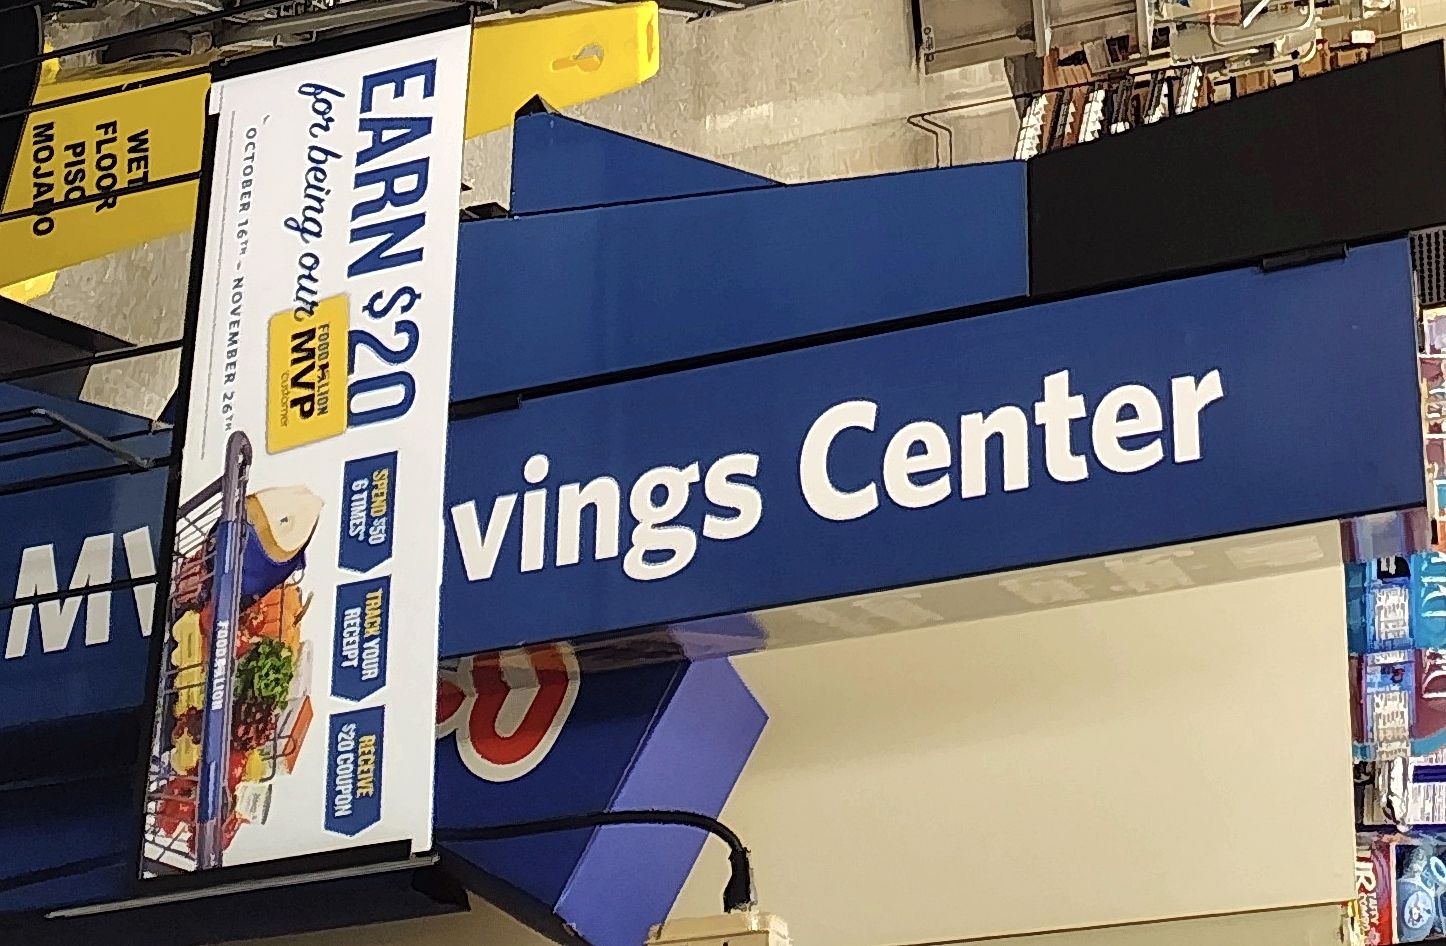 WET
FLOOR
PISO
MOJADO
EARN $20
for being our
FOOD LION
MVP
customer
OCTOBER 16TH - NOVEMBER 26TH
SPEND $50
6 TIMES*
TRACK YOUR
RECEIPT
RECEIVE
$20 COUPON
FOOD LION
MV
vings Center